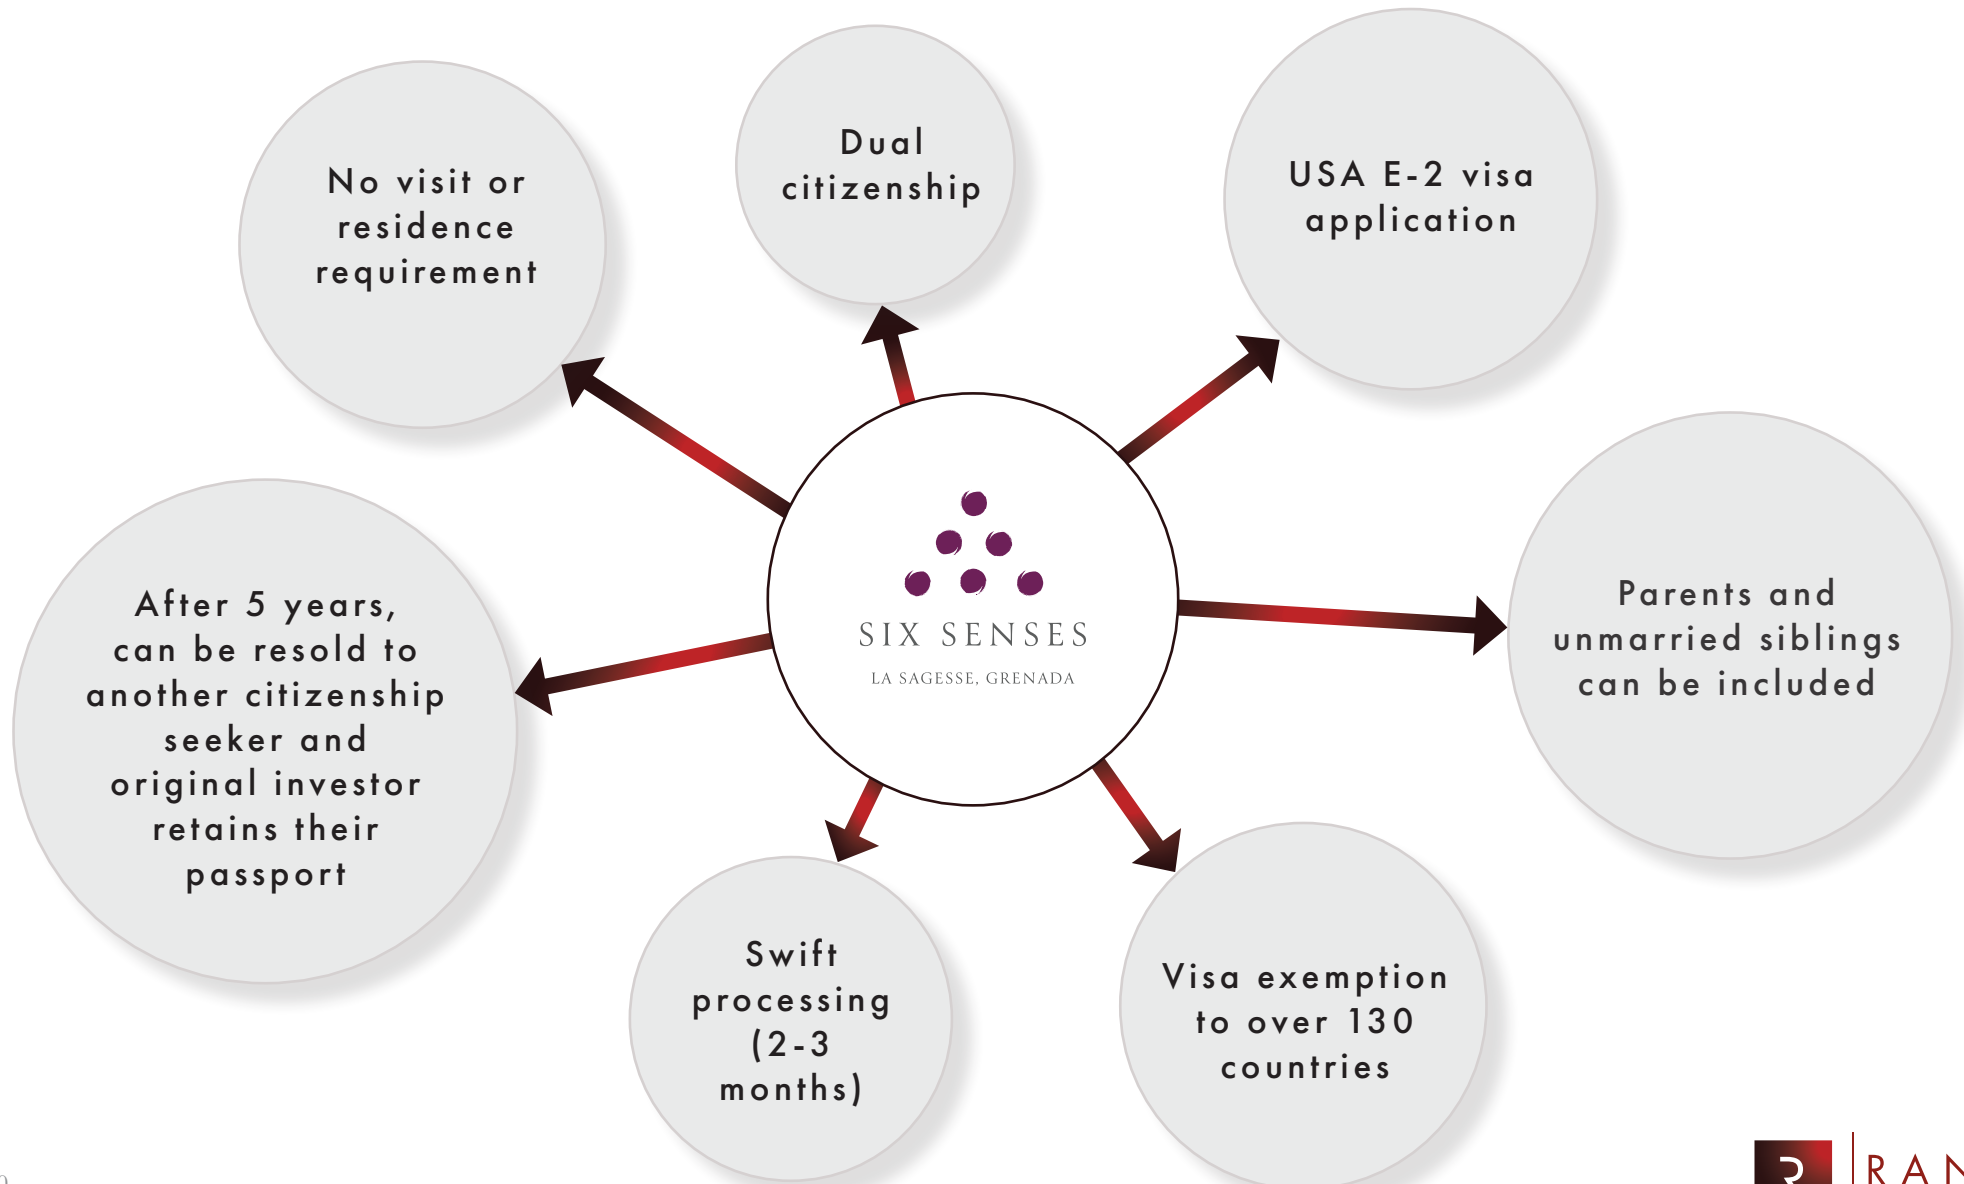 No visit or
residence
requirement
Dual
citizenship
USA E-2 visa
application
SIX SENSES
LA SAGESSE, GRENADA
Parents and
unmarried siblings
can be included
After 5 years,
can be resold to
another citizenship
seeker and
original investor
retains their
passport
Swift
processing
(2-3
months)
Visa exemption
to over 130
countries